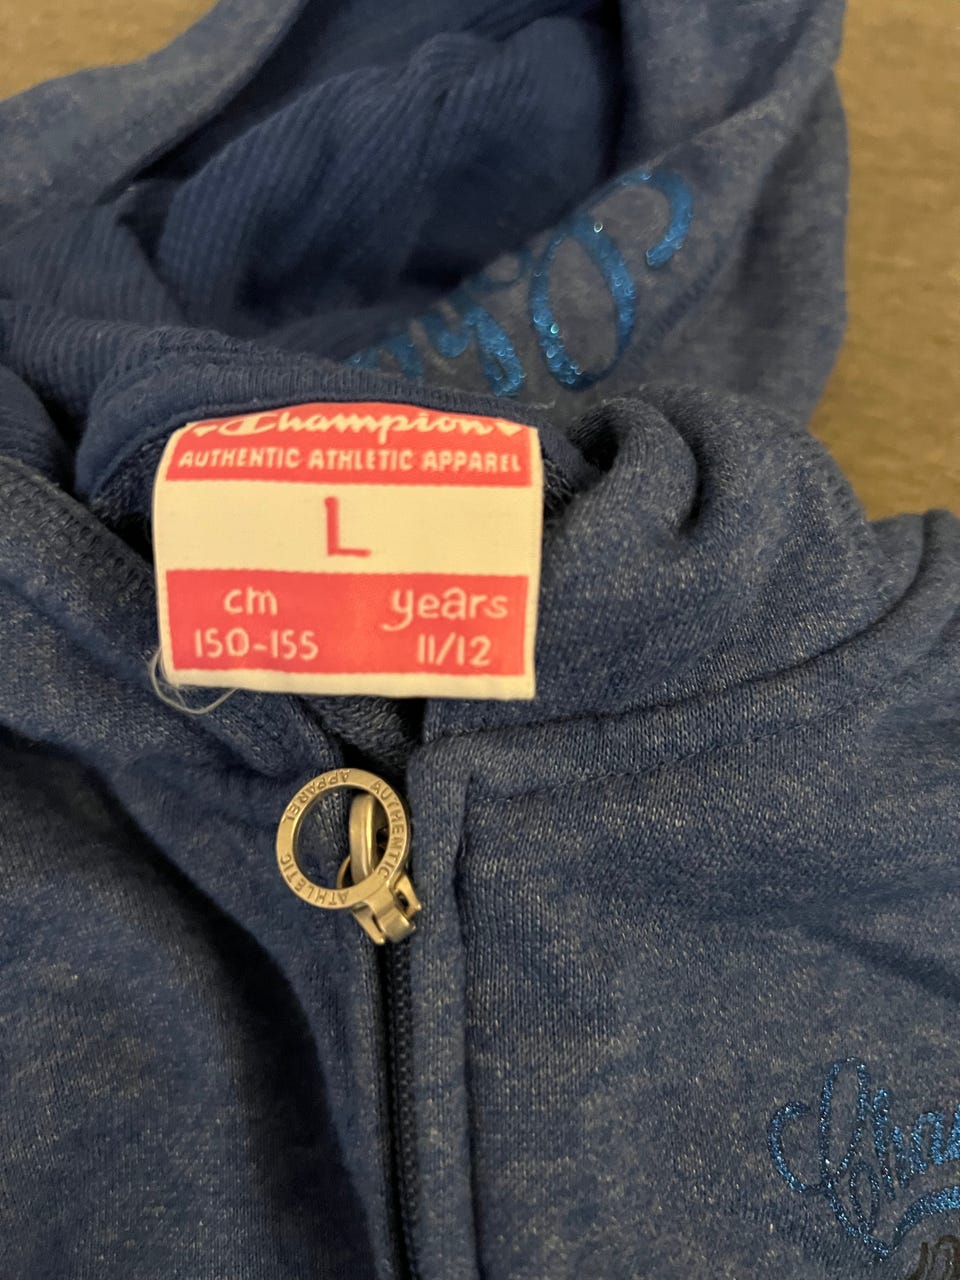 Champion
AUTHENTIC ATHLETIC APPAREL
L
cm years
150-155 11/12
AUTHENTIC ATHLETIC APPAREL